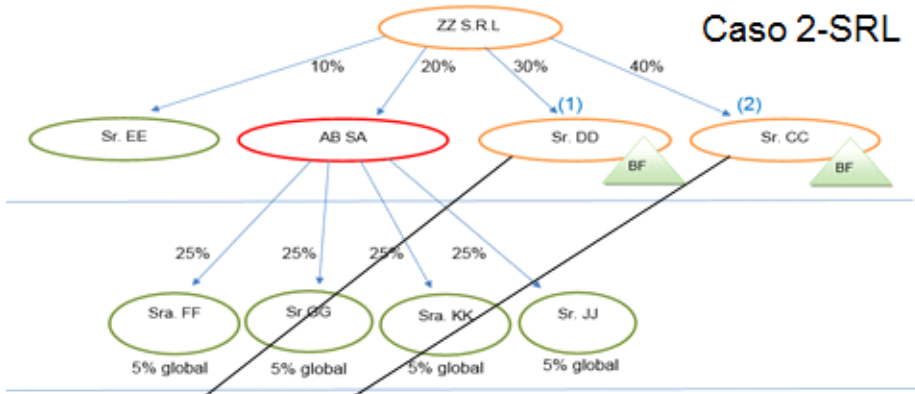 ZZ S.R.L
Caso 2-SRL
10%
20%
30%
40%
(1)
(2)
Sr. EE
AB SA
Sr. DD
Sr. CC
BF
BF
25%
25%
25%
25%
Sra. FF
Sr.GG
Sra. KK
Sr. JJ
5% global
5% global
5% global
5% global